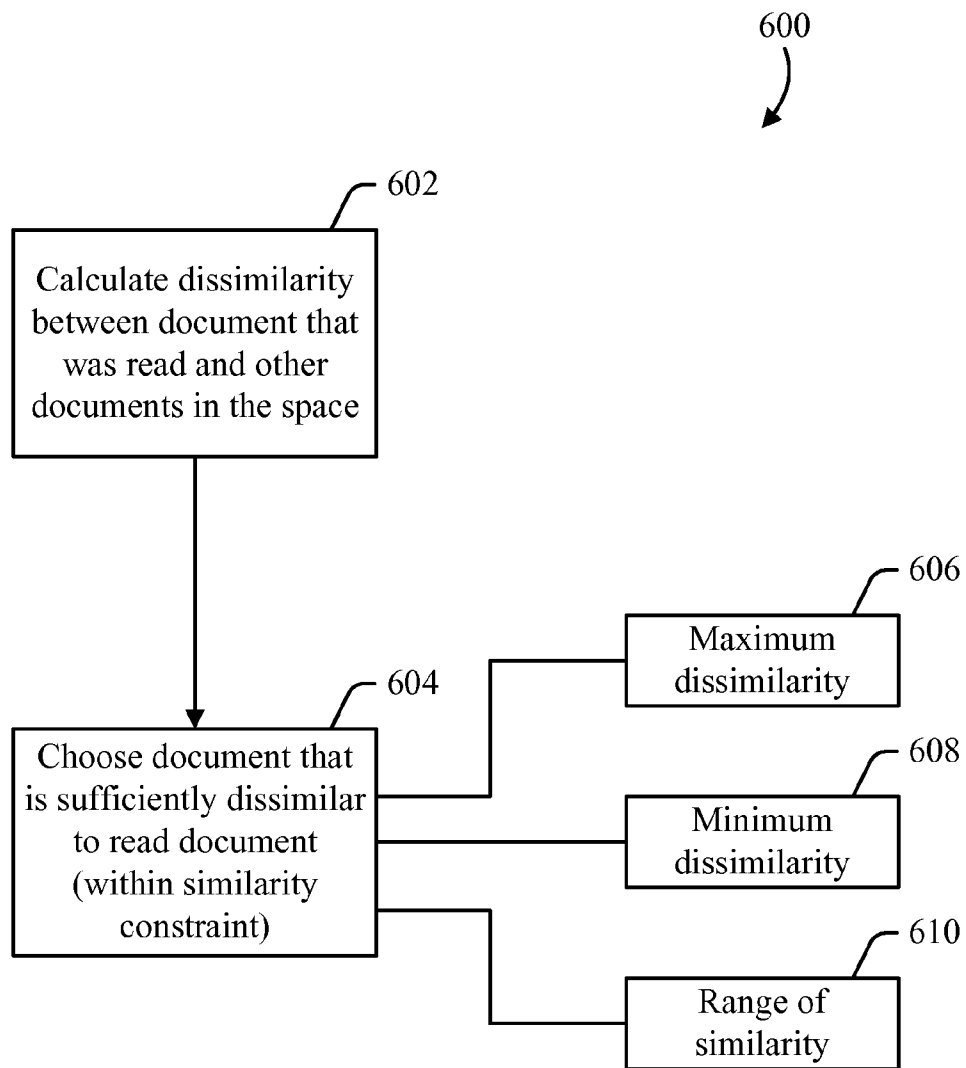 600
602
Calculate dissimilarity
between document that
was read and other
documents in the space
606
Maximum
dissimilarity
604
Choose document that
is sufficiently dissimilar
to read document
(within similarity
constraint)
608
Minimum
dissimilarity
610
Range of
similarity